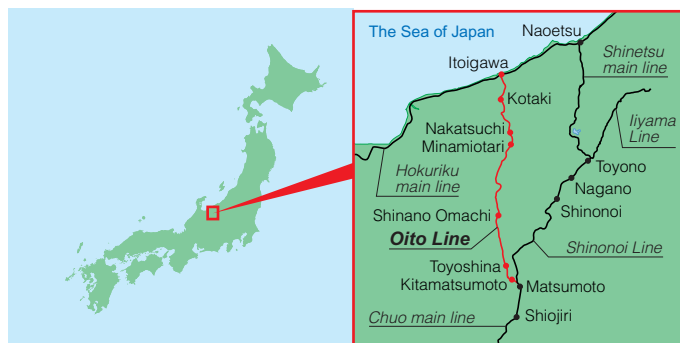 The Sea of Japan
Naoetsu
Itoigawa
Shinetsu
main line
Kotaki
Iiyama
Line
Nakatsuchi
Minamiotari
Hokuriku
main line
Toyono
Nagano
Shinonoi
Shinano Omachi
Oito Line
Shinonoi Line
Toyoshina
Kitamatsumoto
Matsumoto
Chuo main line
Shiojiri